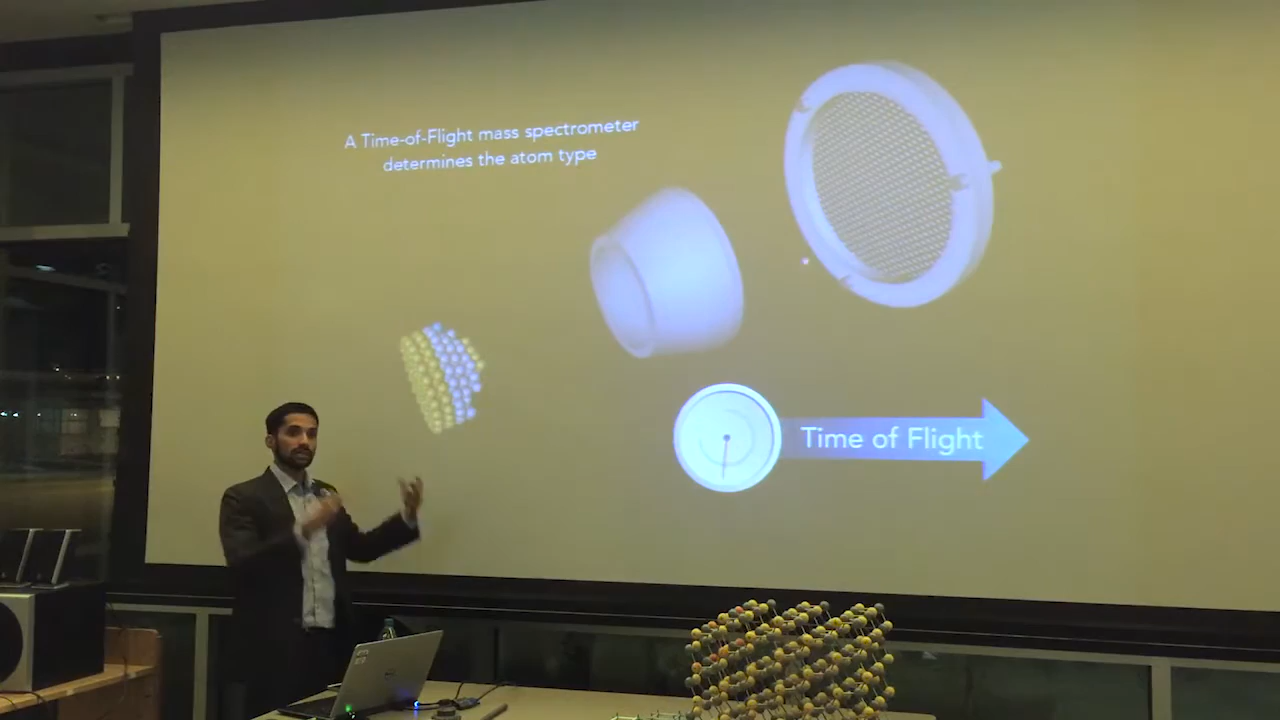 A Time-of-Flight mass spectrometer
determines the atom type
Time of Flight